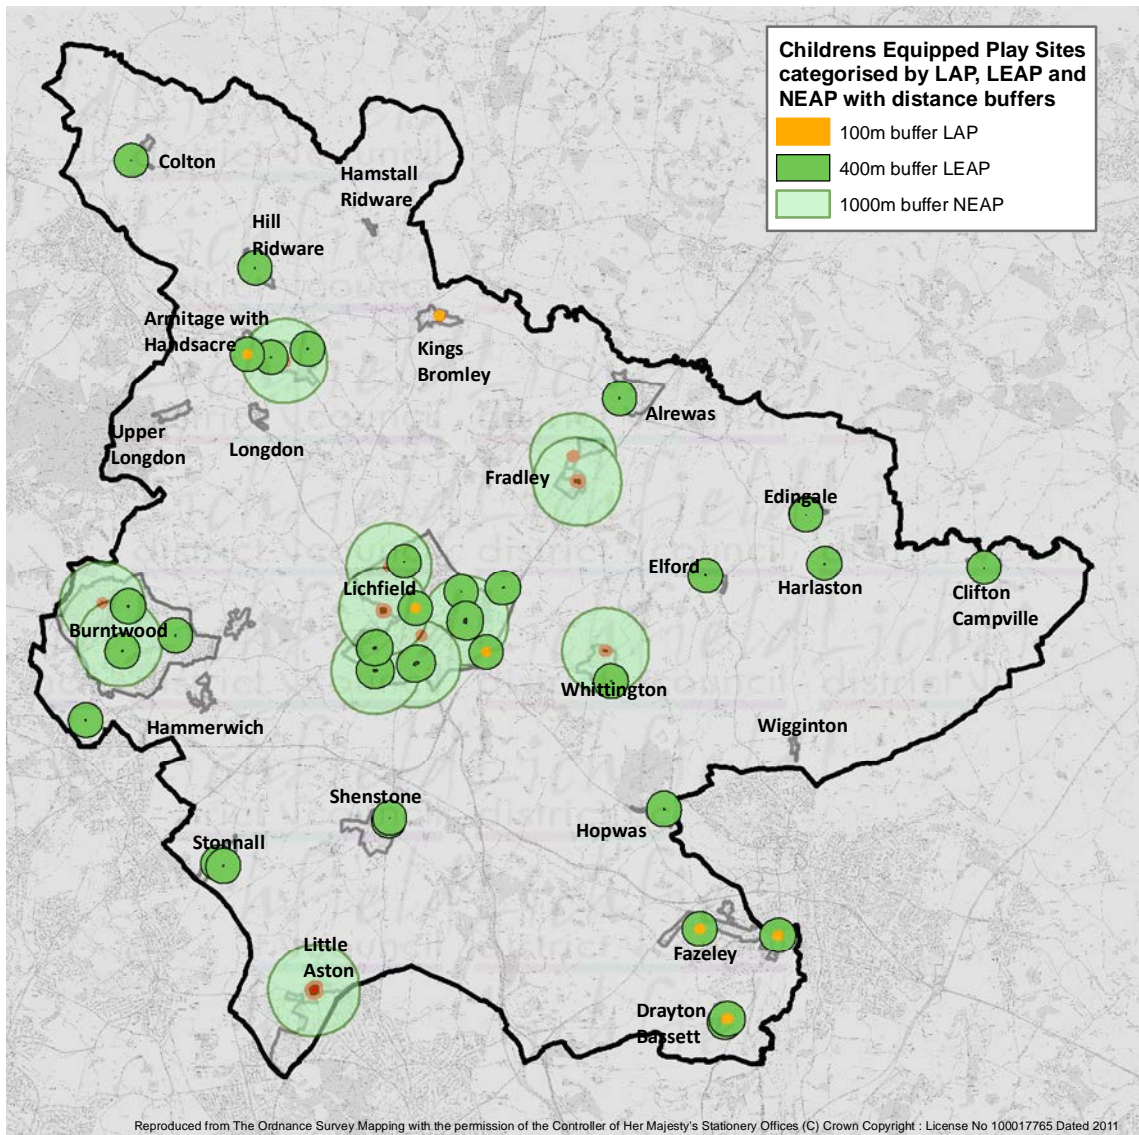 Childrens Equipped Play Sites
categorised by LAP, LEAP and
NEAP with distance buffers
100m buffer LAP
400m buffer LEAP
1000m buffer NEAP
Colton
Hamstall
Ridware
Hill
Ridware
Armitage with
Handsacre
Kings
Bromley
Alrewas
Upper
Longdon
Longdon
Fradley
Edingale
Lichfield
Elford
Harlaston
Clifton
Campville
Burntwood
Whittington
Hammerwich
Wigginton
Shenstone
Hopwas
Stonnall
Little
Aston
Fazeley
Drayton
Bassett
Reproduced from The Ordnance Survey Mapping with the permission of the Controller of Her Majesty's Stationery Offices (C) Crown Copyright : License No 100017765 Dated 2011